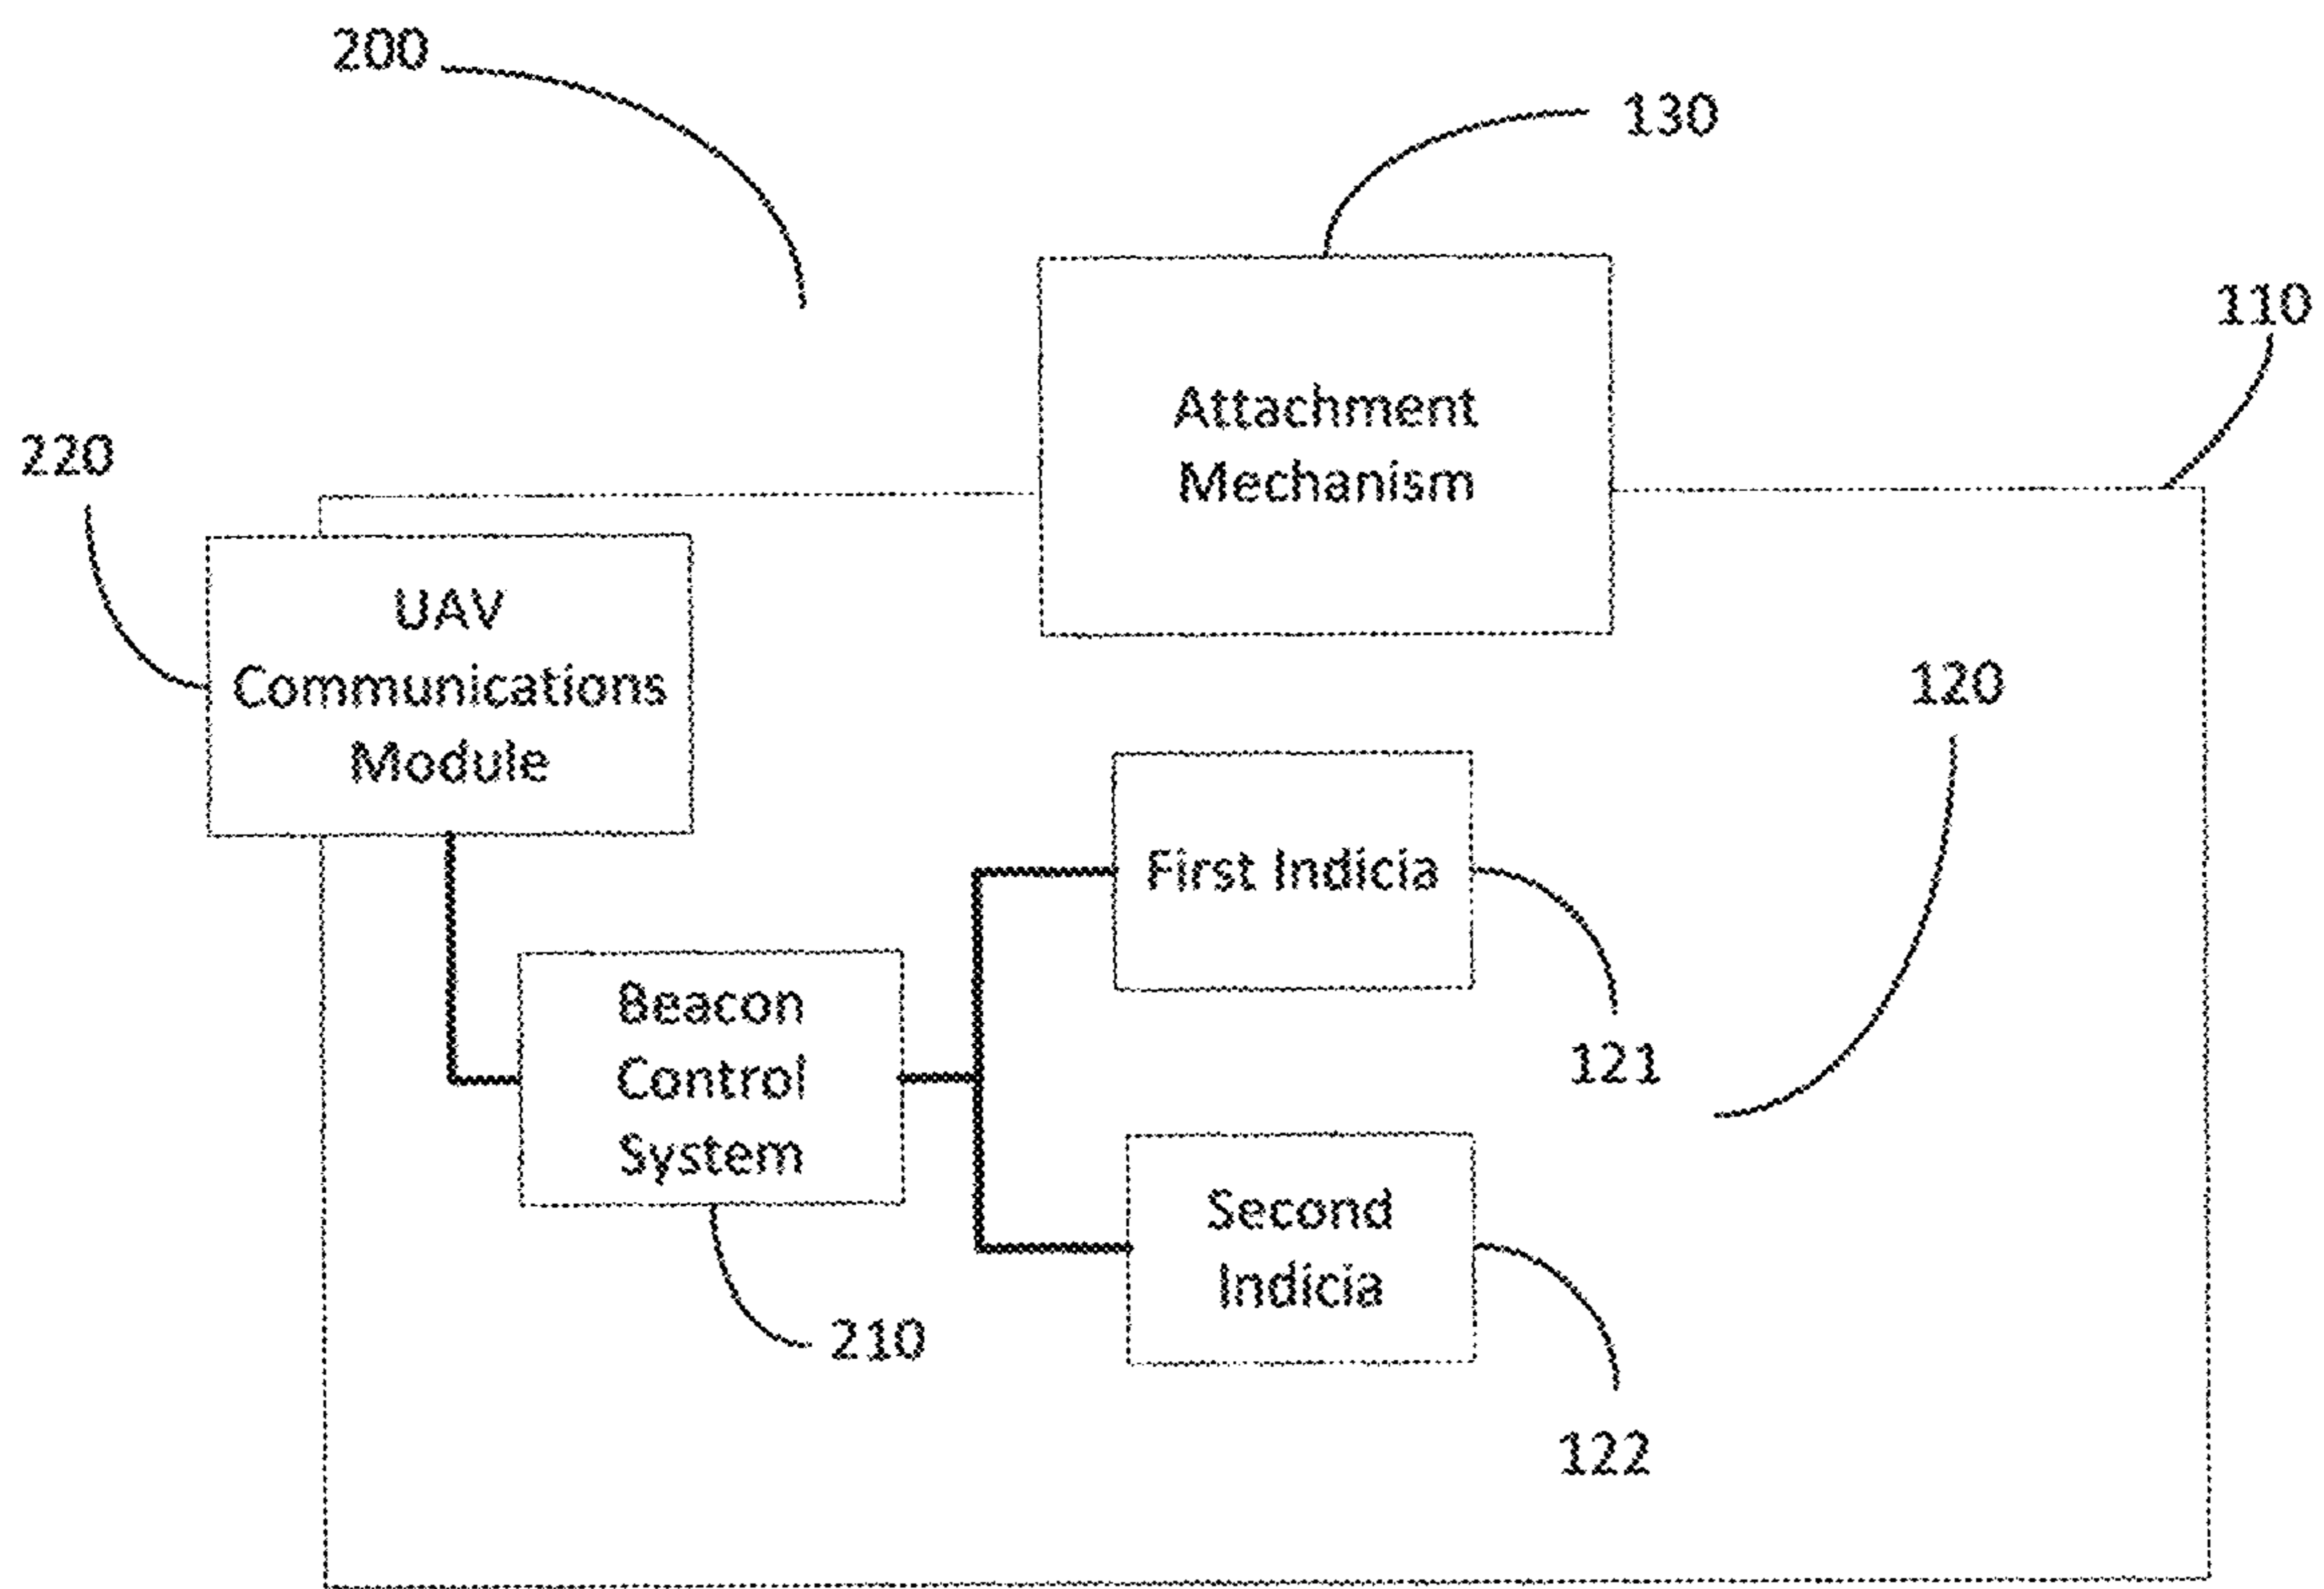 200
130
110
Attachment
Mechanism
220
UAV
Communications
Module
120
First Indicia
121
Beacon
Control
System
Second
Indicia
210
122